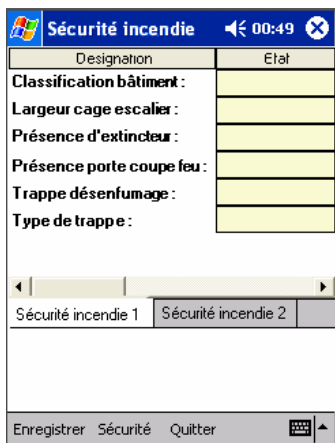 Sécurité incendie 00:49
Designation Etat
Classification bâtiment :
Largeur cage escalier :
Présence d'extincteur :
Présence porte coupe feu :
Trappe désenfumage :
Type de trappe :
Sécurité incendie 1 Sécurité incendie 2
Enregistrer Sécurité Quitter